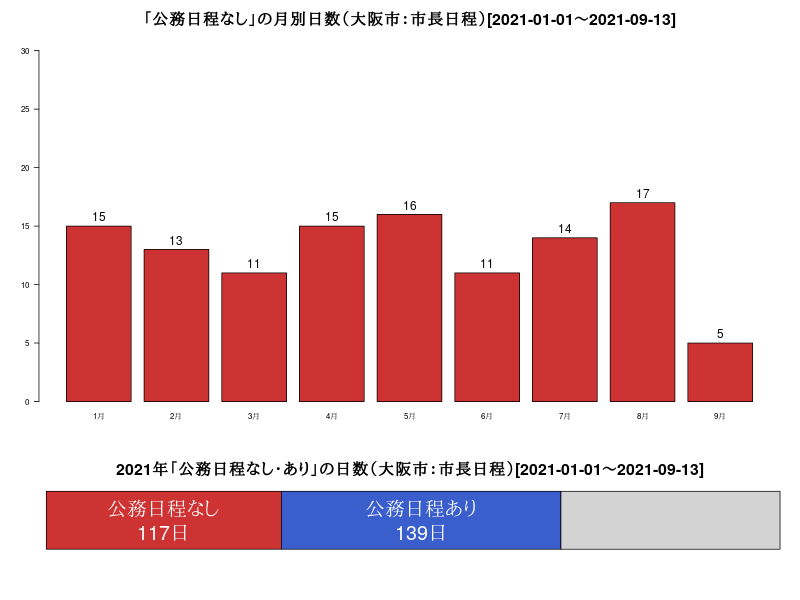 「公務日程なし」の月別日数(大阪市:市長日程)[2021-01-01〜2021-09-13]
30
25
20
15
10
5
0
15
13
11
15
16
11
14
17
5
1月
2月
3月
4月
5月
6月
7月
8月
9月
2021年「公務日程なし・あり」の日数(大阪市:市長日程)[2021-01-01〜2021-09-13]
公務日程なし
117日
公務日程あり
139日